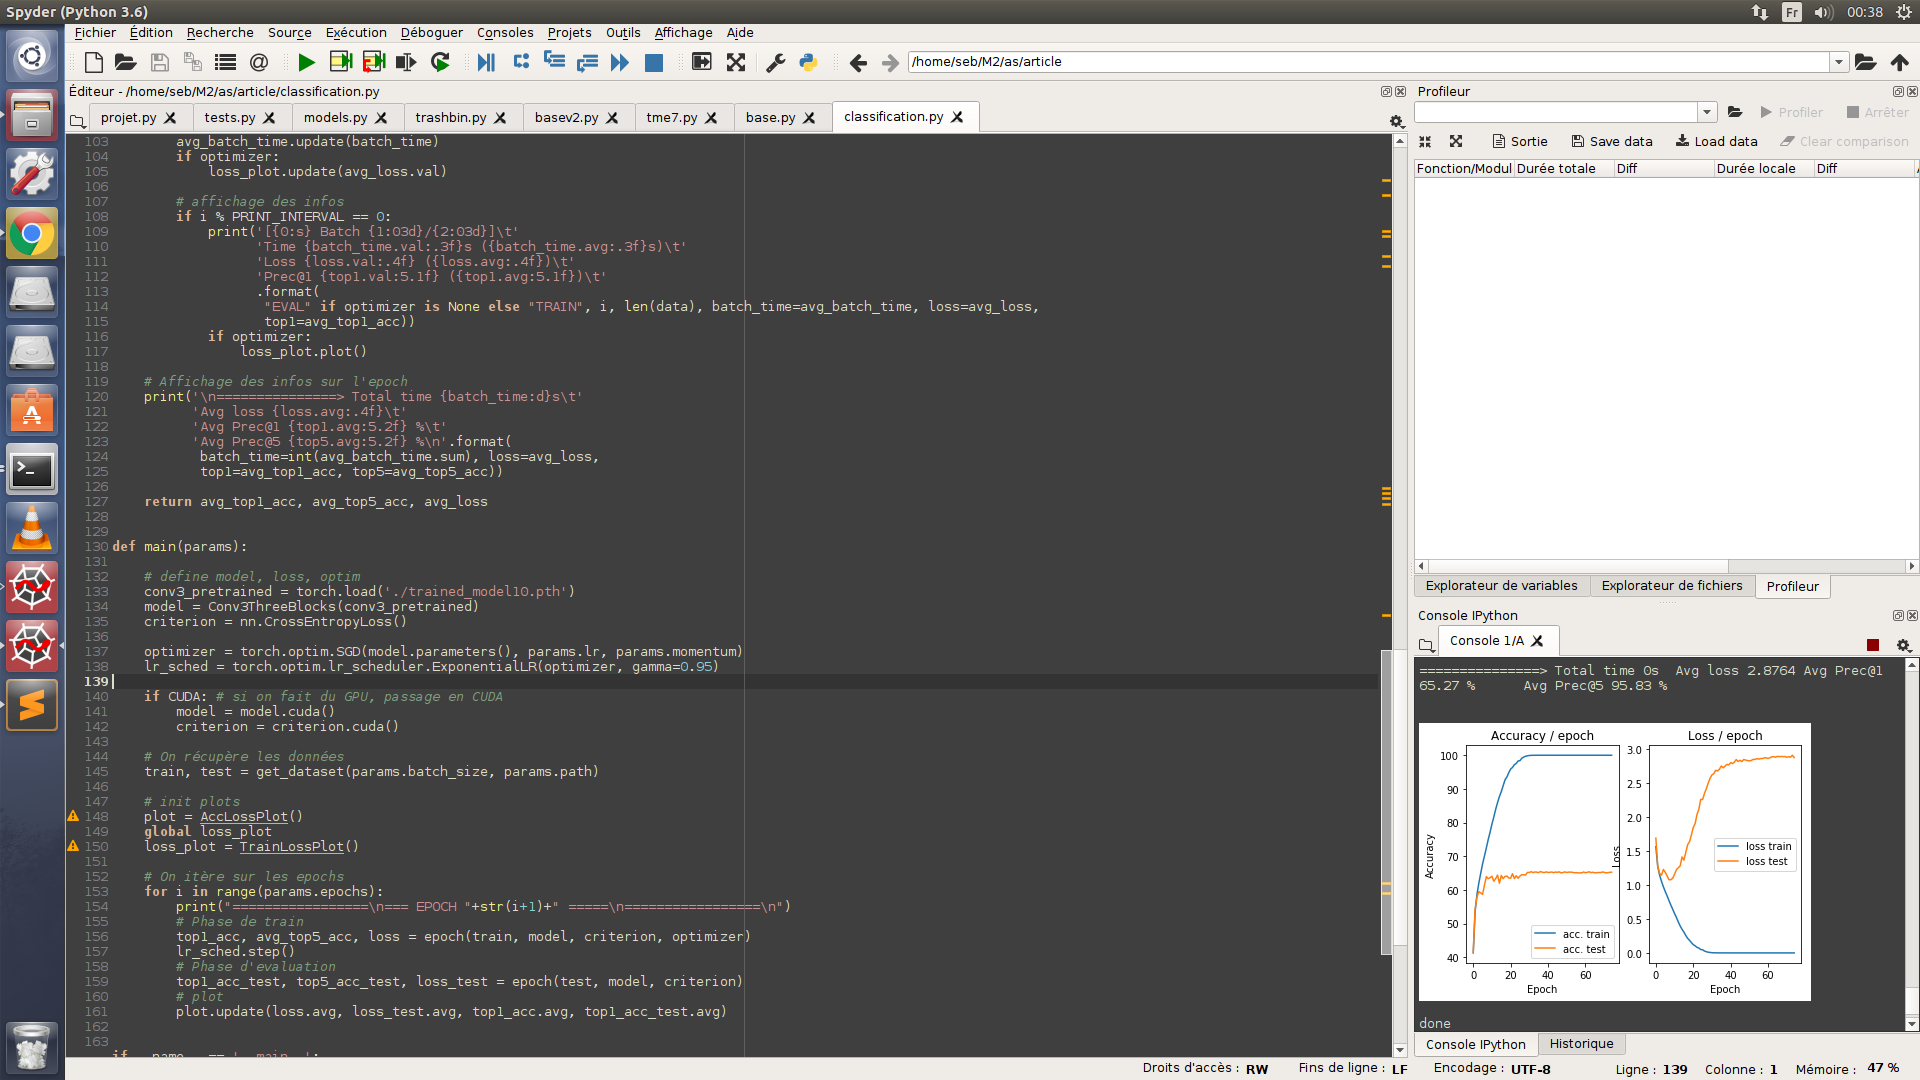 Spyder (Python 3.6)
Fr
00:38
Fichier Édition Recherche Source Exécution Déboguer Consoles Projets Outils Affichage Aide
/home/seb/M2/as/article
Éditeur - /home/seb/M2/as/article/classification.py
projet.py tests.py models.py trashbin.py basev2.py tme7.py base.py classification.py
103 avg_batch_time.update(batch_time)
104 if optimizer:
105 loss_plot.update(avg_loss.val)
106
107 # affichage des infos
108 if i % PRINT_INTERVAL == 0:
109 print('[{0:s} Batch {1:03d}/{2:03d}]\t'
110 'Time {batch_time.val:.3f}s ({batch_time.avg:.3f}s)\t'
111 'Loss {loss.val:.4f} ({loss.avg:.4f})\t'
112 'Prec@1 {top1.val:5.1f} ({top1.avg:5.1f})\t'
113 .format(
114 "EVAL" if optimizer is None else "TRAIN", i, len(data), batch_time=avg_batch_time, loss=avg_loss,
115 top1=avg_top1_acc))
116 if optimizer:
117 loss_plot.plot()
118
119 # Affichage des infos sur l'epoch
120 print('\n===============> Total time {batch_time:d}s\t'
121 'Avg loss {loss.avg:.4f}\t'
122 'Avg Prec@1 {top1.avg:5.2f} %\t'
123 'Avg Prec@5 {top5.avg:5.2f} %\n'.format(
124 batch_time=int(avg_batch_time.sum), loss=avg_loss,
125 top1=avg_top1_acc, top5=avg_top5_acc))
126
127 return avg_top1_acc, avg_top5_acc, avg_loss
128
129
130 def main(params):
131
132 # define model, loss, optim
133 conv3_pretrained = torch.load('./trained_model10.pth')
134 model = Conv3ThreeBlocks(conv3_pretrained)
135 criterion = nn.CrossEntropyLoss()
136
137 optimizer = torch.optim.SGD(model.parameters(), params.lr, params.momentum)
138 lr_sched = torch.optim.lr_scheduler.ExponentialLR(optimizer, gamma=0.95)
139
140 if CUDA: # si on fait du GPU, passage en CUDA
141 model = model.cuda()
142 criterion = criterion.cuda()
143
144 # On récupère les données
145 train, test = get_dataset(params.batch_size, params.path)
146
147 # init plots
148 plot = AccLossPlot()
149 global loss_plot
150 loss_plot = TrainLossPlot()
151
152 # On itère sur les epochs
153 for i in range(params.epochs):
154 print("=================\n=== EPOCH "+str(i+1)+" =====\n=================\n")
155 # Phase de train
156 top1_acc, avg_top5_acc, loss = epoch(train, model, criterion, optimizer)
157 lr_sched.step()
158 # Phase d'evaluation
159 top1_acc_test, top5_acc_test, loss_test = epoch(test, model, criterion)
160 # plot
161 plot.update(loss.avg, loss_test.avg, top1_acc.avg, top1_acc_test.avg)
162
163
Profileur
Profiler Arrêter
Sortie Save data Load data Clear comparison
Fonction/Modul Durée totale Diff Durée locale Diff
Explorateur de variables Explorateur de fichiers Profileur
Console IPython
Console 1/A
===============> Total time 0s Avg loss 2.8764 Avg Prec@1
65.27 % Avg Prec@5 95.83 %
Accuracy / epoch
100
90
80
70
60
50
40
Accuracy
acc. train
acc. test
0 20 40 60
Epoch
Loss / epoch
3.0
2.5
2.0
1.5
1.0
0.5
0.0
Loss
loss train
loss test
0 20 40 60
Epoch
done
Console IPython Historique
Droits d'accès : RW Fins de ligne : LF Encodage : UTF-8 Ligne : 139 Colonne : 1 Mémoire : 47 %